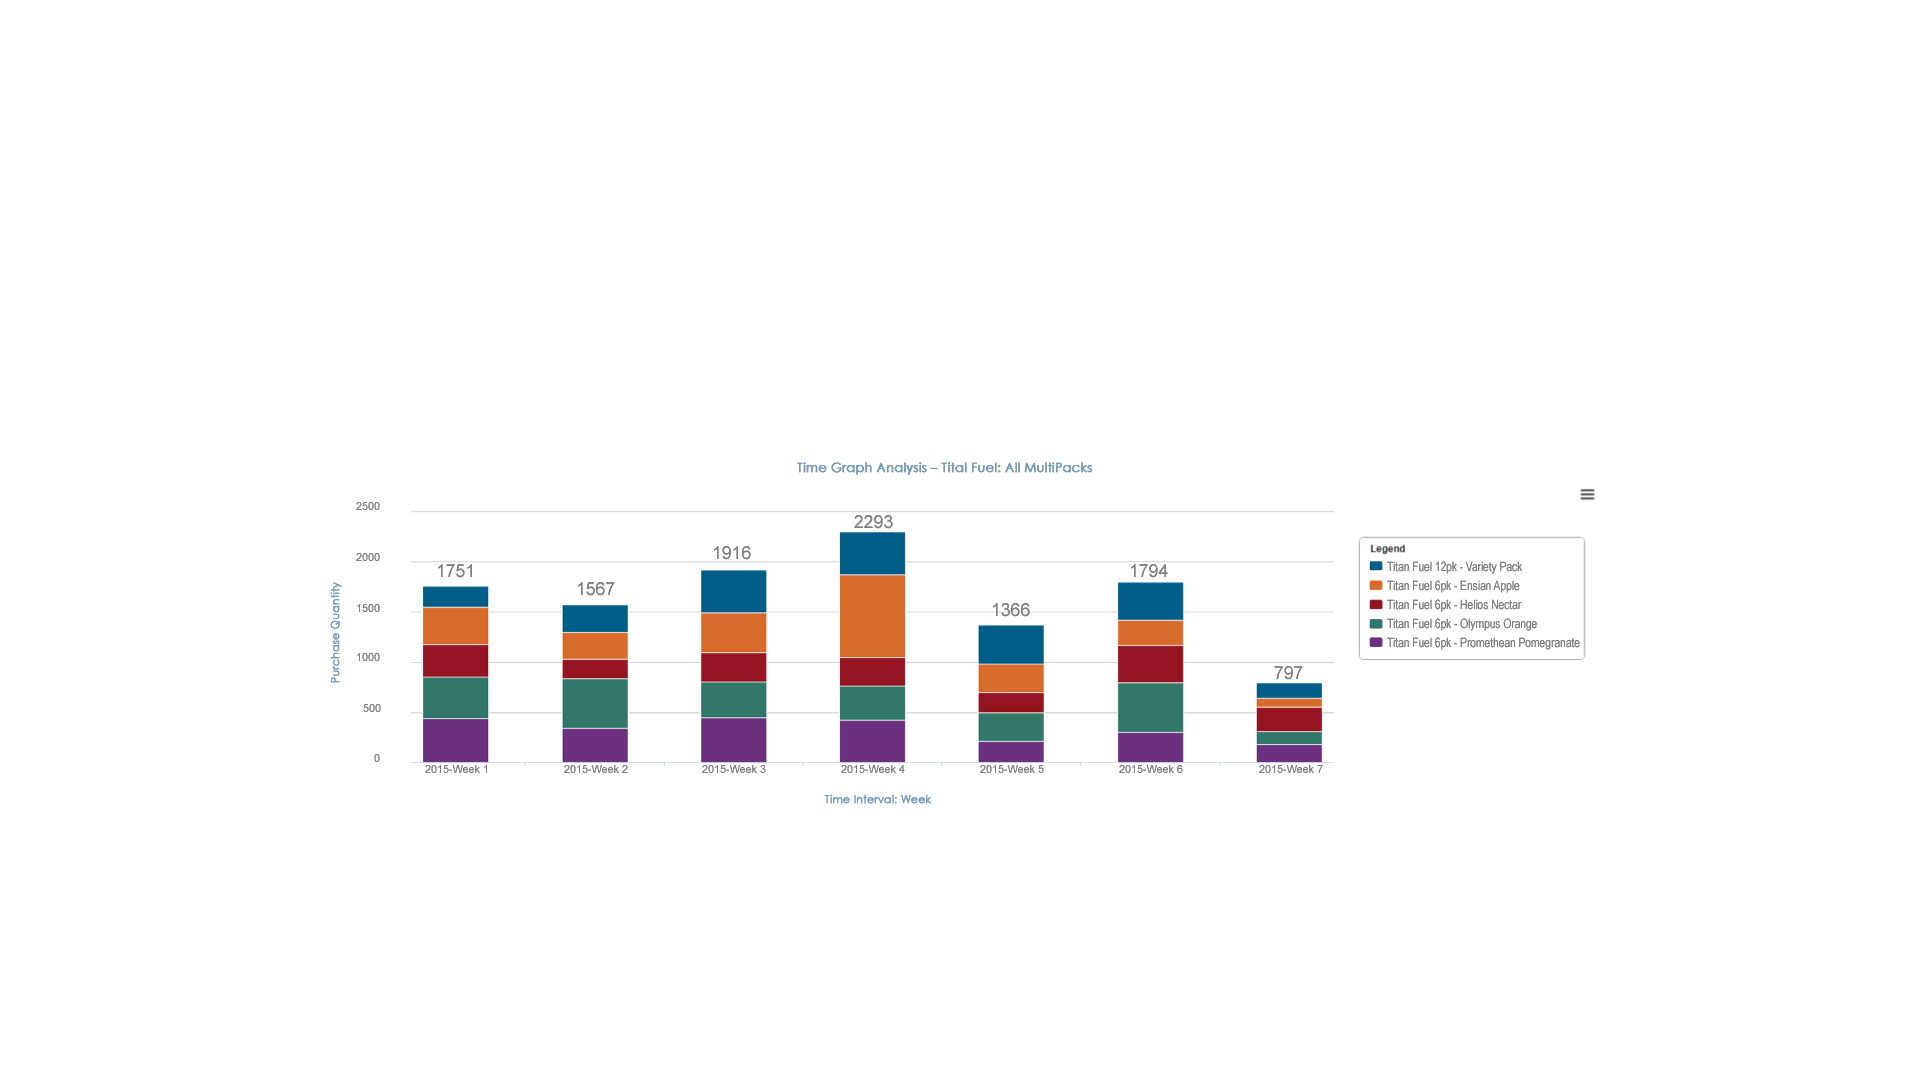 Time Graph Analysis – Tital Fuel: All MultiPacks
Purchase Quantity
2500
2000
1500
1000
500
0
1751
1567
1916
2293
1366
1794
797
2015-Week 1
2015-Week 2
2015-Week 3
2015-Week 4
2015-Week 5
2015-Week 6
2015-Week 7
Time Interval: Week
Legend
Titan Fuel 12pk - Variety Pack
Titan Fuel 6pk - Ensian Apple
Titan Fuel 6pk - Helios Nectar
Titan Fuel 6pk - Olympus Orange
Titan Fuel 6pk - Promethean Pomegranate